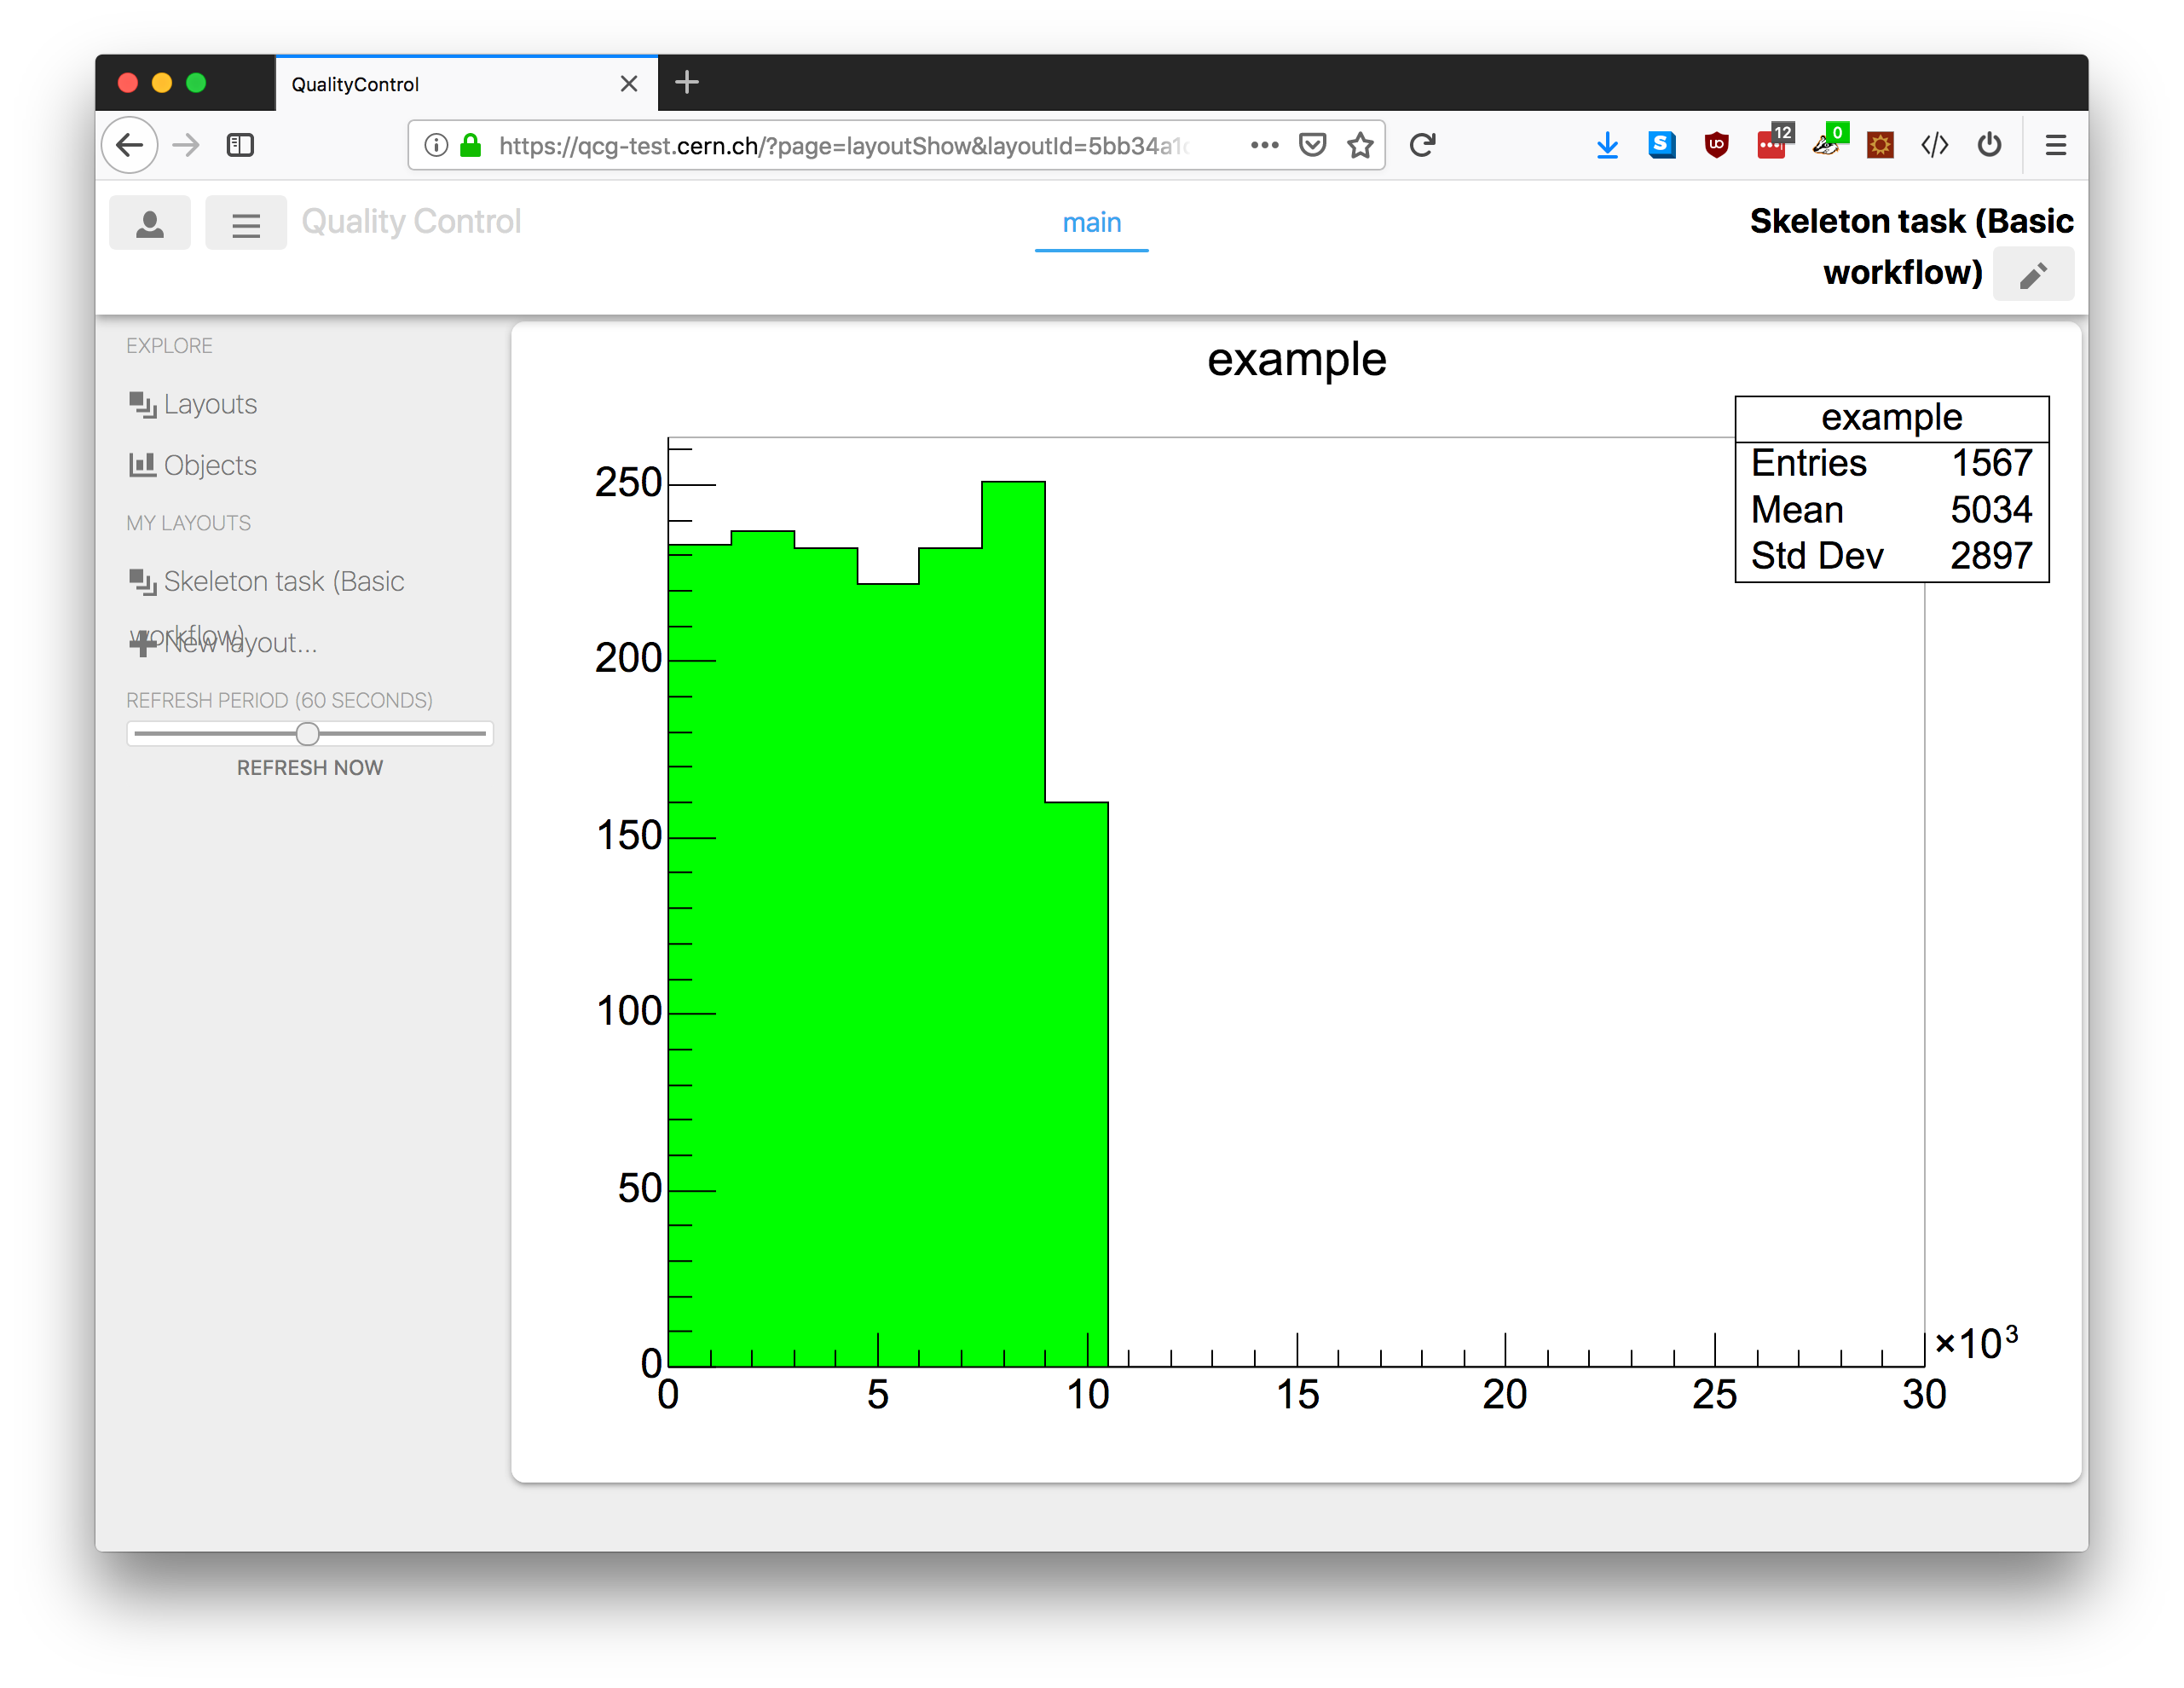 QualityControl
https://qcg-test.cern.ch/?page=layoutShow&layoutId=5bb34a1
12
0
Quality Control
main
Skeleton task (Basic
workflow)
EXPLORE
Layouts
Objects
MY LAYOUTS
Skeleton task (Basic
workflow)
New layout...
REFRESH PERIOD (60 SECONDS)
REFRESH NOW
example
example
Entries 1567
Mean 5034
Std Dev 2897
250
200
150
100
50
0
0 5 10 15 20 25 30
×10³